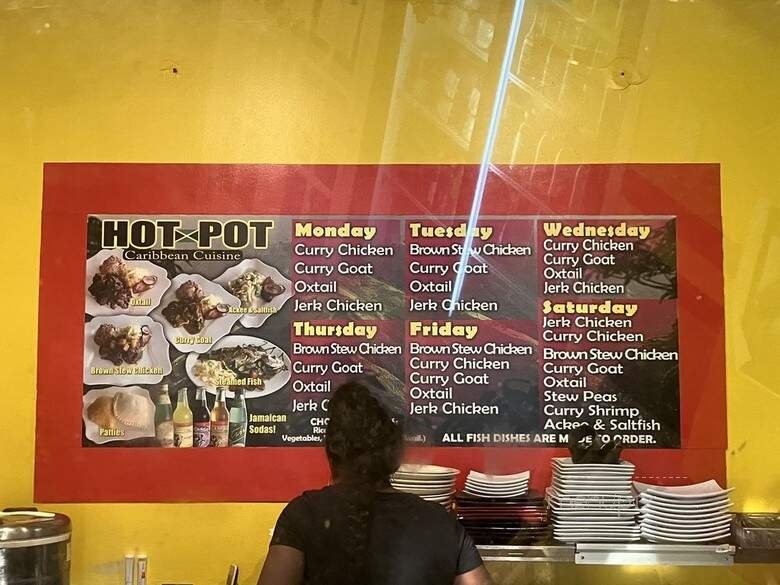 HOT POT
Caribbean Cuisine
Oxtail
Ackee & Saltfish
Curry Goat
Brown Stew Chicken
Steamed Fish
Patties
Jamaican
Sodas!
Monday
Curry Chicken
Curry Goat
Oxtail
Jerk Chicken
Tuesday
Brown Stew Chicken
Curry Goat
Oxtail
Jerk Chicken
Wednesday
Curry Chicken
Curry Goat
Oxtail
Jerk Chicken
Thursday
Brown Stew Chicken
Curry Goat
Oxtail
Jerk
Friday
Brown Stew Chicken
Curry Chicken
Curry Goat
Oxtail
Jerk Chicken
Saturday
Jerk Chicken
Curry Chicken
Brown Stew Chicken
Curry Goat
Oxtail
Stew Peas
Curry Shrimp
Ackee & Saltfish
Vegetables,
ALL FISH DISHES ARE MADE TO ORDER.